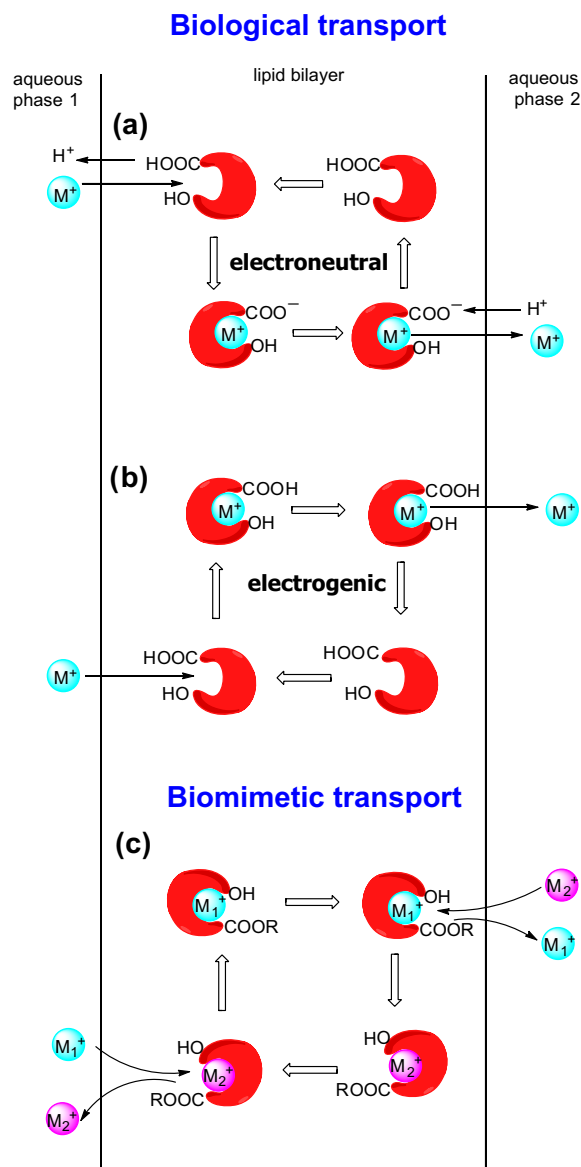 Biological transport
aqueous
phase 1
lipid bilayer
aqueous
phase 2
(a)
H⁺
HOOC
HOOC
M⁺
HO
HO
electroneutral
COO⁻
COO⁻
H⁺
M⁺
M⁺
M⁺
OH
OH
(b)
COOH
COOH
M⁺
M⁺
M⁺
OH
OH
electrogenic
HOOC
HOOC
M⁺
HO
HO
Biomimetic transport
(c)
OH
OH
M₂⁺
M₁⁺
M₁⁺
COOR
COOR
M₁⁺
M₁⁺
HO
HO
M₂⁺
M₂⁺
ROOC
ROOC
M₂⁺